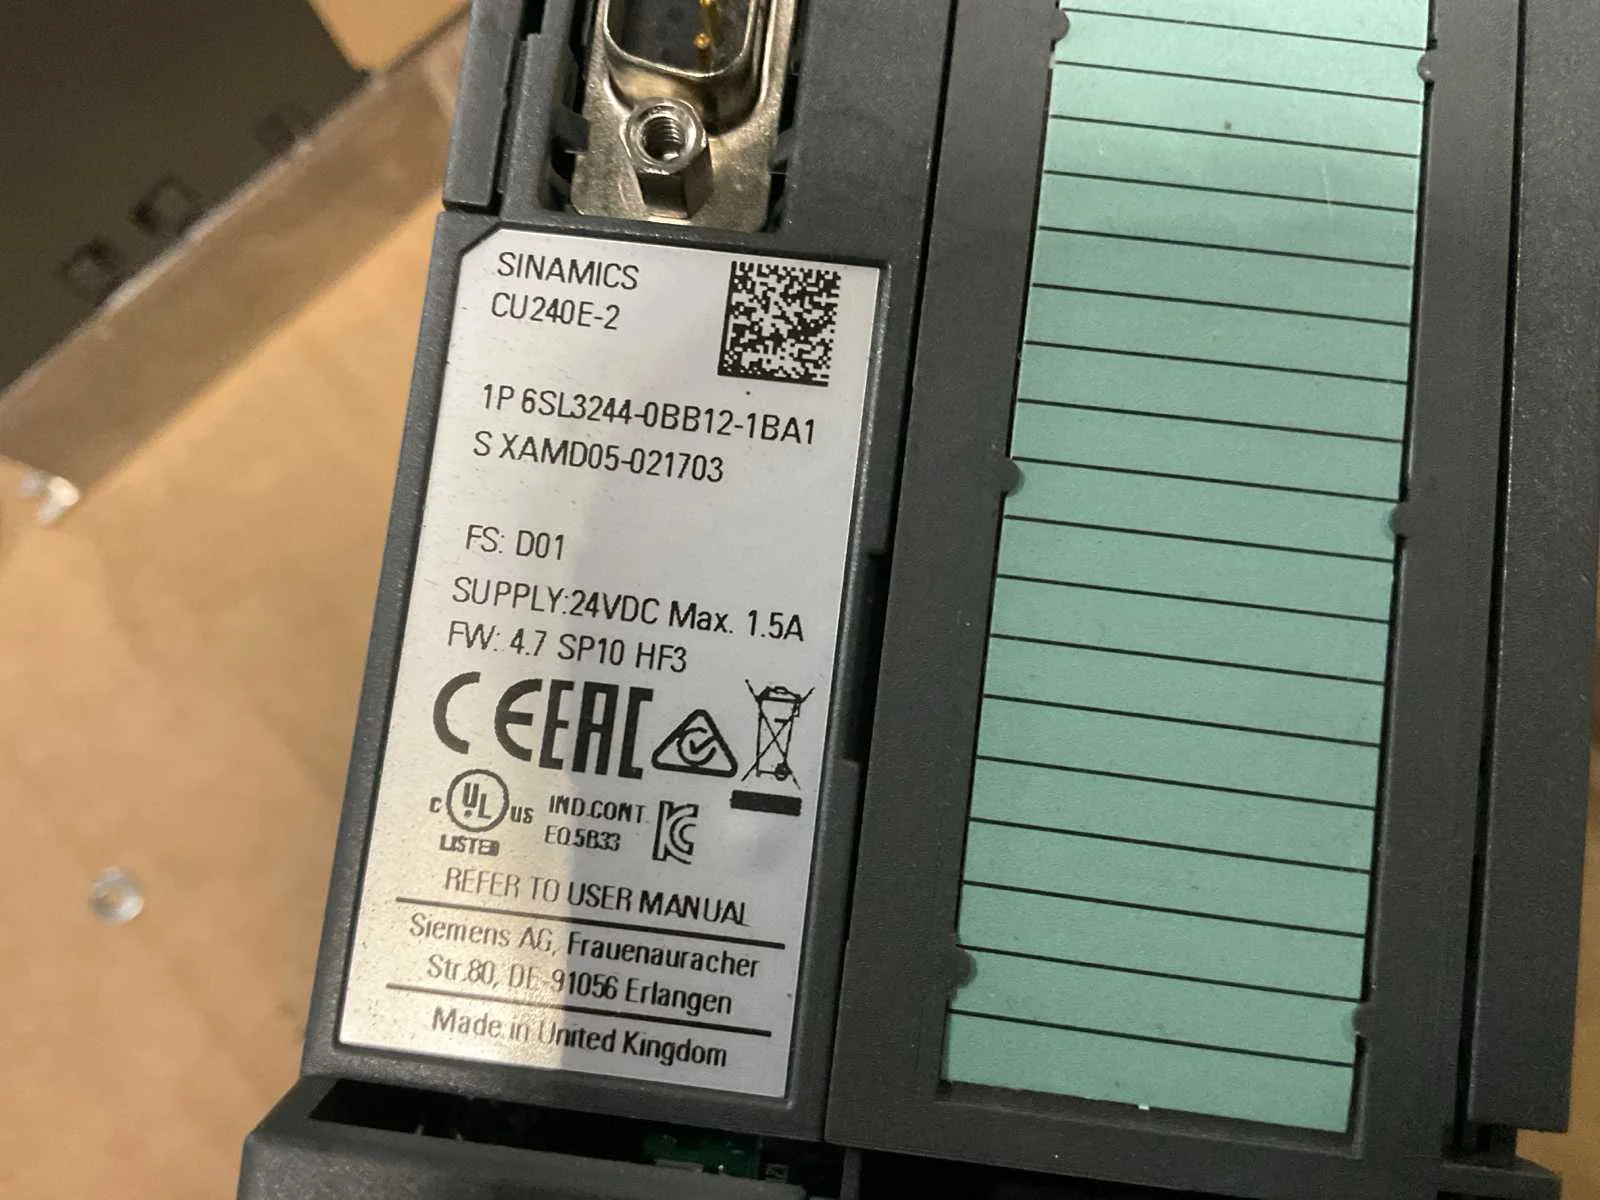 SINAMICS
CU240E-2
1P 6SL3244-0BB12-1BA1
S XAMD05-021703
FS: D01
SUPPLY:24VDC Max. 1.5A
FW: 4.7 SP10 HF3
CE EAC
C UL US IND.CONT.
LISTED EQ.5B33
REFER TO USER MANUAL
Siemens AG, Frauenauracher
Str.80, DE-91056 Erlangen
Made in United Kingdom